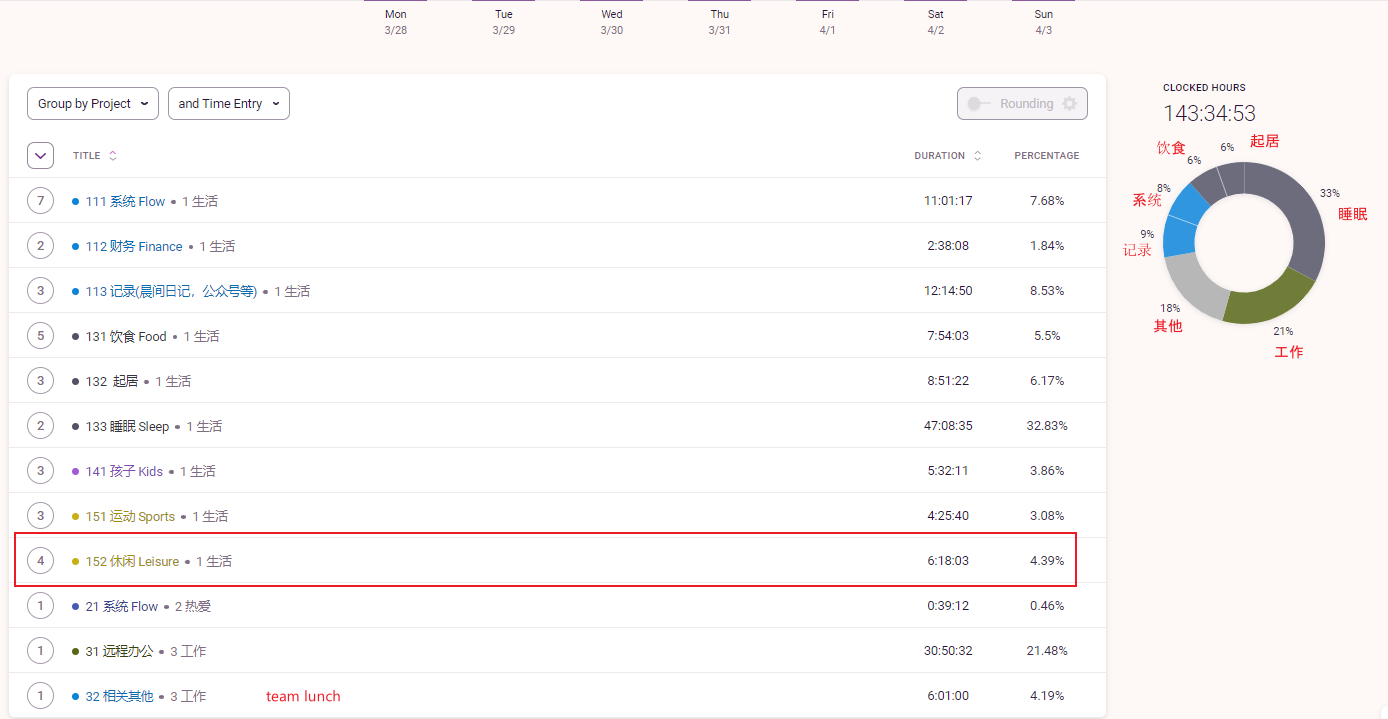 Mon Tue Wed Thu Fri Sat Sun
3/28 3/29 3/30 3/31 4/1 4/2 4/3
Group by Project and Time Entry Rounding
TITLE DURATION PERCENTAGE
7 111 系统 Flow • 1 生活 11:01:17 7.68%
2 112 财务 Finance • 1 生活 2:38:08 1.84%
3 113 记录(晨间日记，公众号等) • 1 生活 12:14:50 8.53%
5 131 饮食 Food • 1 生活 7:54:03 5.5%
3 132 起居 • 1 生活 8:51:22 6.17%
2 133 睡眠 Sleep • 1 生活 47:08:35 32.83%
3 141 孩子 Kids • 1 生活 5:32:11 3.86%
3 151 运动 Sports • 1 生活 4:25:40 3.08%
4 152 休闲 Leisure • 1 生活 6:18:03 4.39%
1 21 系统 Flow • 2 热爱 0:39:12 0.46%
1 31 远程办公 • 3 工作 30:50:32 21.48%
1 32 相关其他 • 3 工作 team lunch 6:01:00 4.19%
CLOCKED HOURS
143:34:53
饮食 6% 6% 起居
系统 8% 33% 睡眠
记录 9%
18% 其他
21% 工作